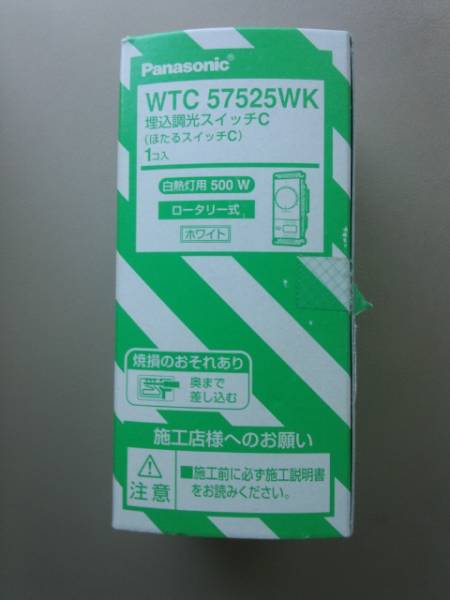 Panasonic
WTC 57525WK
埋込調光スイッチC
(ほたるスイッチC)
1コ入
白熱灯用 500 W
ロータリー式
ホワイト
焼損のおそれあり
奥まで
差し込む
施工店様へのお願い
注意
■施工前に必ず施工説明書
をお読みください。